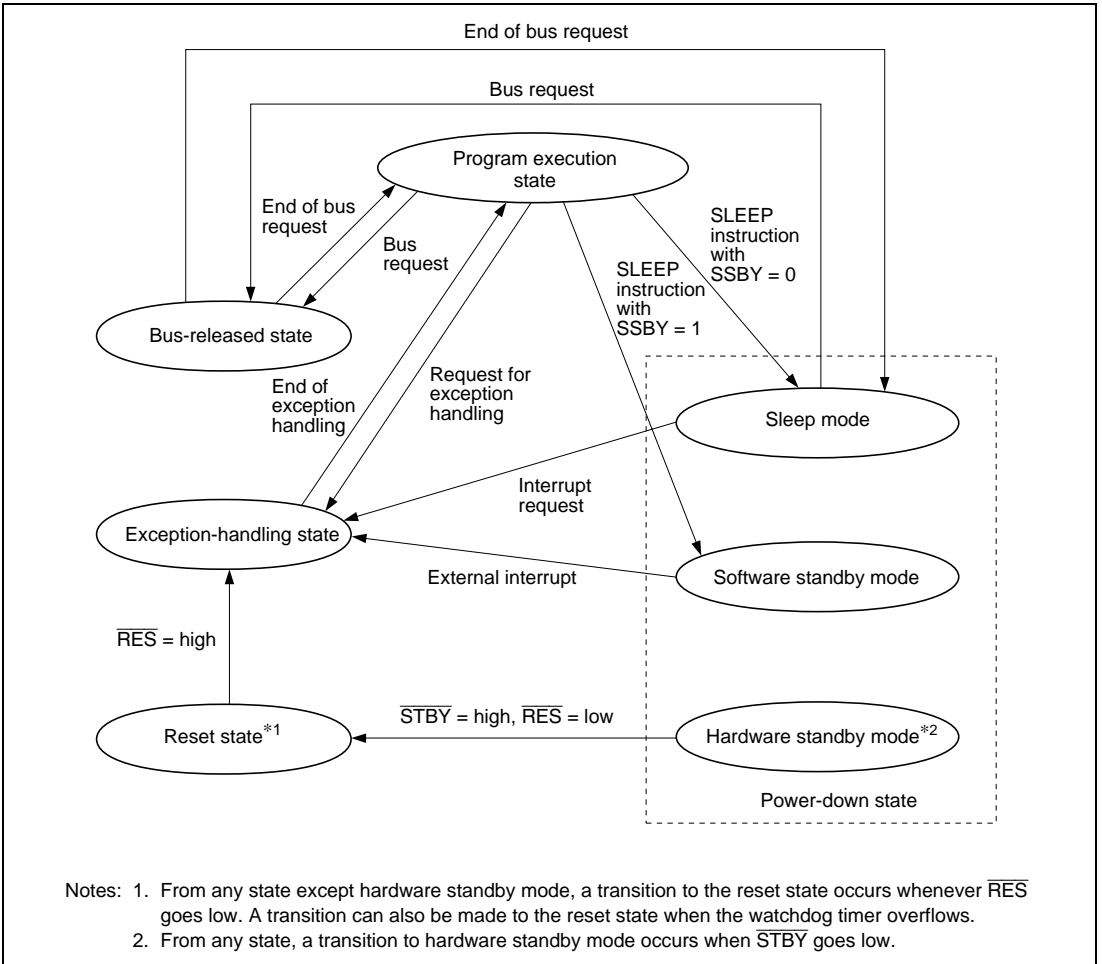 End of bus request
Bus request
Program execution
state
End of bus
request
Bus
request
SLEEP
instruction
with
SSBY = 0
SLEEP
instruction
with
SSBY = 1
Bus-released state
End of
exception
handling
Request for
exception
handling
Sleep mode
Interrupt
request
Exception-handling state
External interrupt
Software standby mode
R̅E̅S̅ = high
S̅T̅B̅Y̅ = high, R̅E̅S̅ = low
Reset state*1
Hardware standby mode*2
Power-down state
Notes: 1. From any state except hardware standby mode, a transition to the reset state occurs whenever R̅E̅S̅
goes low. A transition can also be made to the reset state when the watchdog timer overflows.
2. From any state, a transition to hardware standby mode occurs when S̅T̅B̅Y̅ goes low.